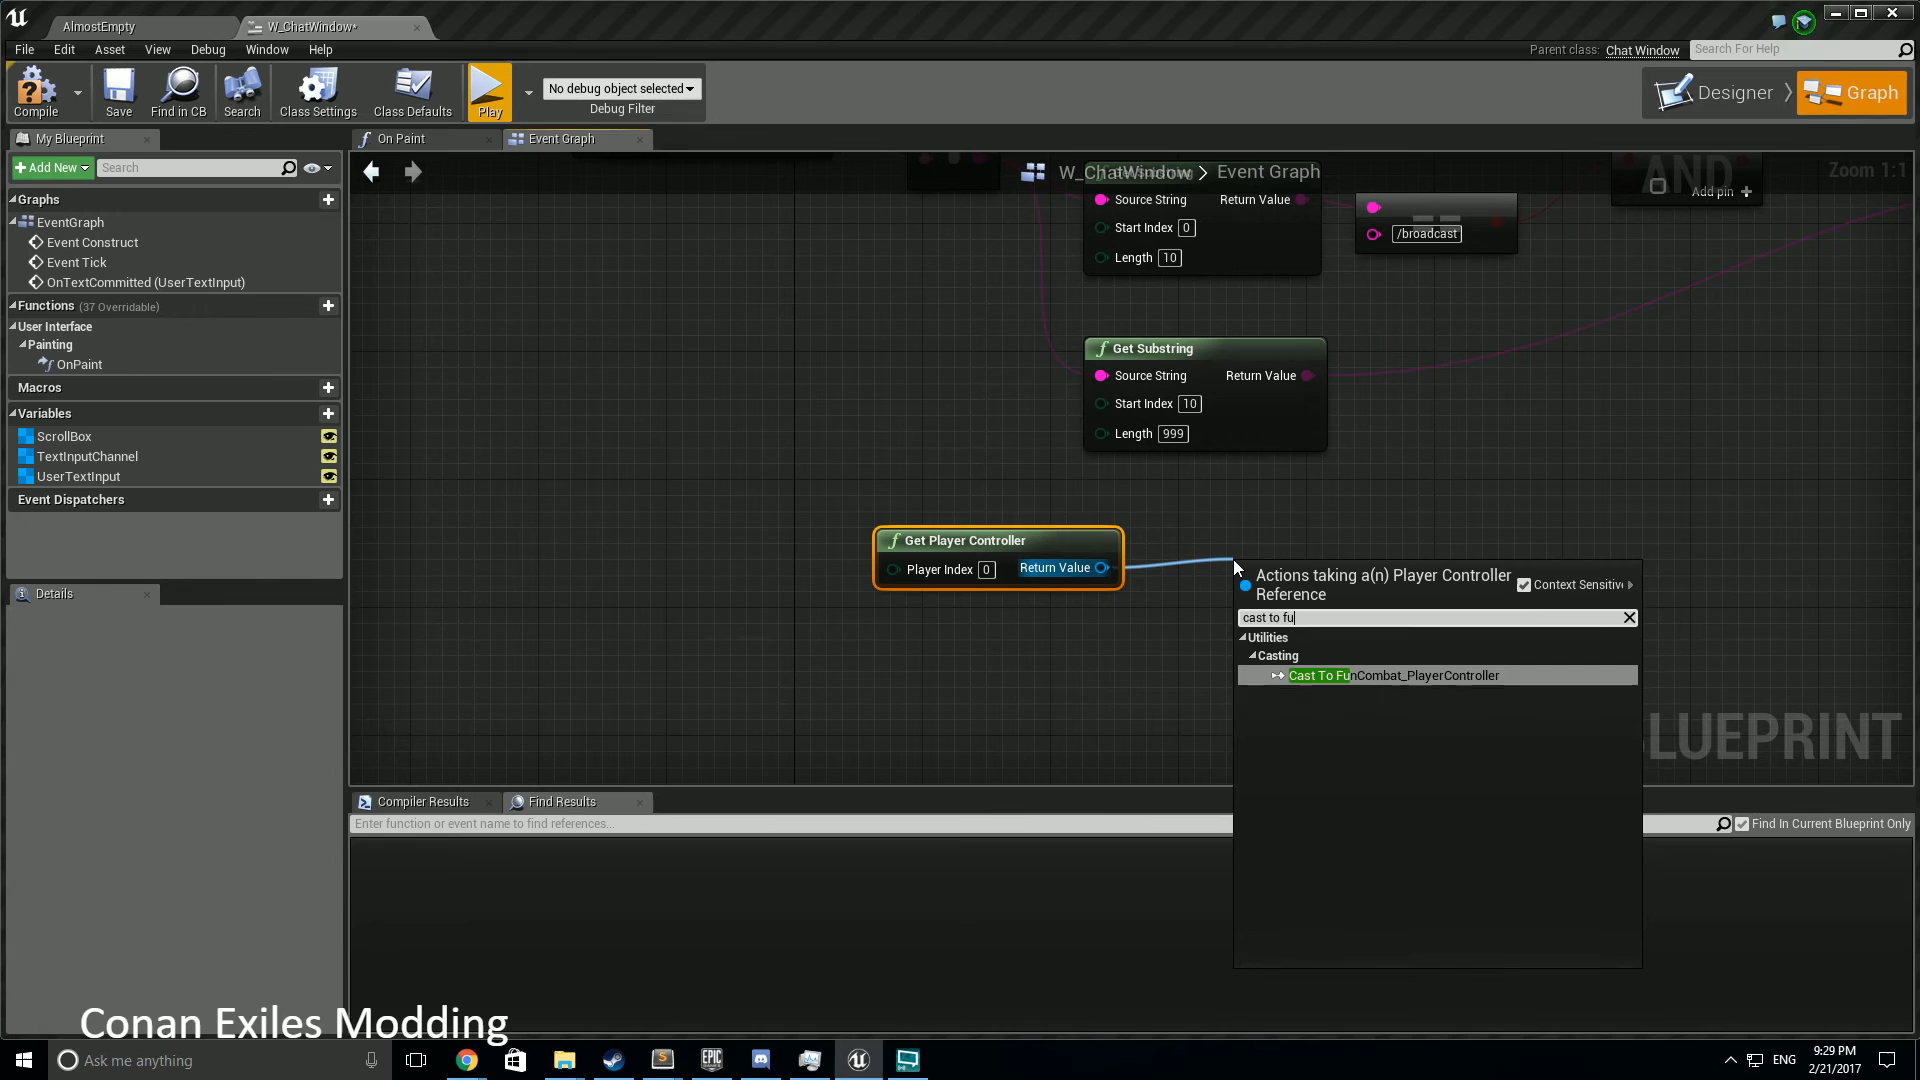 AlmostEmpty
W_ChatWindow*
File Edit Asset View Debug Window Help
Parent class: Chat Window
Search For Help
Compile
Save
Find in CB
Search
Class Settings
Class Defaults
Play
No debug object selected
Debug Filter
Designer
Graph
My Blueprint
On Paint
Event Graph
Add New
Search
W_ChatWindow > Event Graph
Zoom 1:1
Graphs
EventGraph
Event Construct
Event Tick
OnTextCommitted (UserTextInput)
Functions (37 Overridable)
User Interface
Painting
OnPaint
Macros
Variables
ScrollBox
TextInputChannel
UserTextInput
Event Dispatchers
Details
Source String
Return Value
Start Index 0
Length 10
/broadcast
AND
Add pin
Get Substring
Source String
Return Value
Start Index 10
Length 999
Get Player Controller
Player Index 0
Return Value
Actions taking a(n) Player Controller
Reference
Context Sensitive
cast to fu
Utilities
Casting
Cast To FunCombat_PlayerController
LUEPRINT
Compiler Results
Find Results
Enter function or event name to find references...
Find In Current Blueprint Only
Conan Exiles Modding
Ask me anything
EPIC
ENG
9:29 PM
2/21/2017